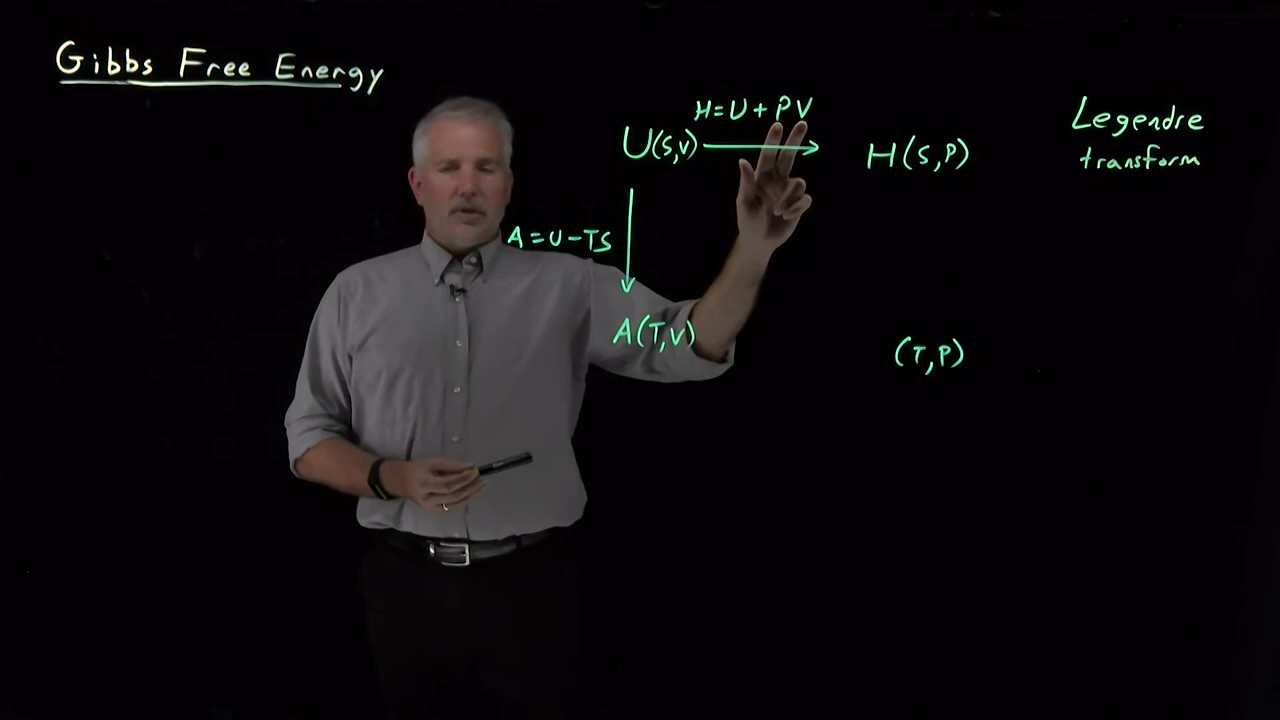 Gibbs Free Energy
H=U+PV
U(S,V)
H(S,P)
Legendre
transform
A=U-TS
A(T,V)
(T,P)